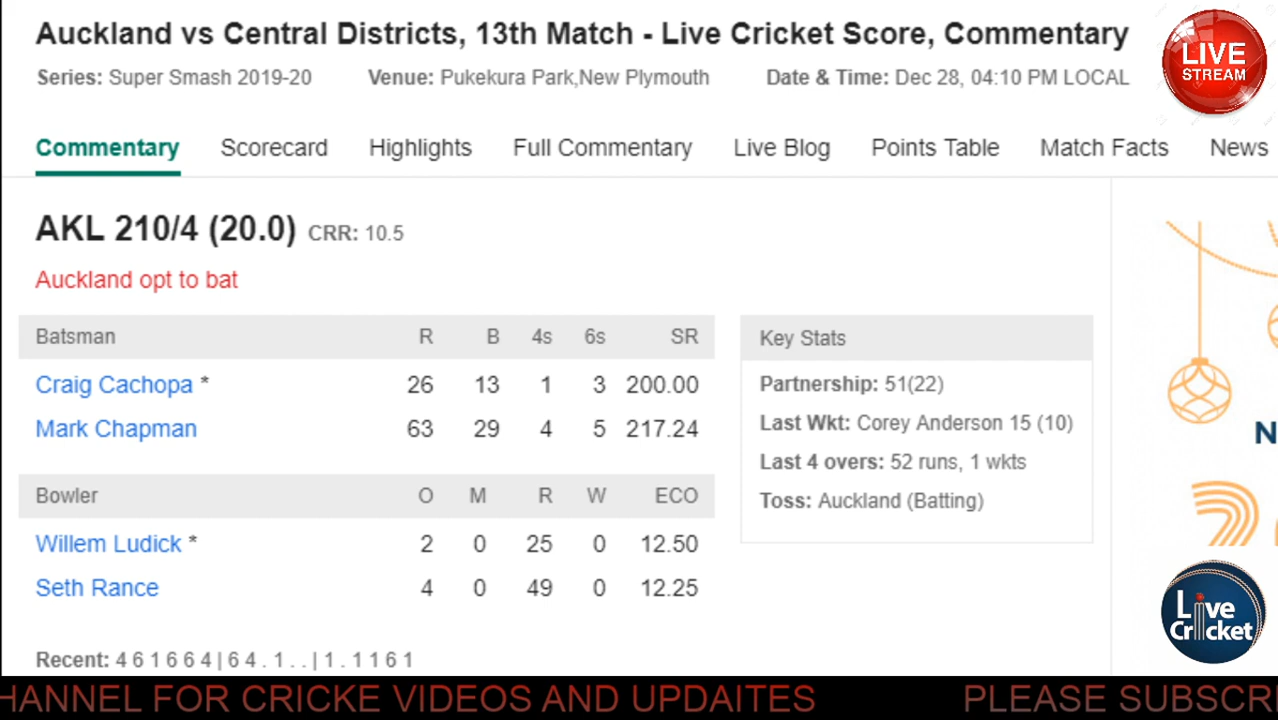 Auckland vs Central Districts, 13th Match - Live Cricket Score, Commentary
LIVE
STREAM
Series: Super Smash 2019-20 Venue: Pukekura Park,New Plymouth Date & Time: Dec 28, 04:10 PM LOCAL
Commentary Scorecard Highlights Full Commentary Live Blog Points Table Match Facts News
AKL 210/4 (20.0) CRR: 10.5
Auckland opt to bat
Batsman R B 4s 6s SR
Craig Cachopa * 26 13 1 3 200.00
Mark Chapman 63 29 4 5 217.24
Bowler O M R W ECO
Willem Ludick * 2 0 25 0 12.50
Seth Rance 4 0 49 0 12.25
Recent: 4 6 1 6 6 4 | 6 4 . 1 . . | 1 . 1 1 6 1
Key Stats
Partnership: 51(22)
Last Wkt: Corey Anderson 15 (10)
Last 4 overs: 52 runs, 1 wkts
Toss: Auckland (Batting)
N
Live
Cricket
HANNEL FOR CRICKE VIDEOS AND UPDAITES PLEASE SUBSCRI